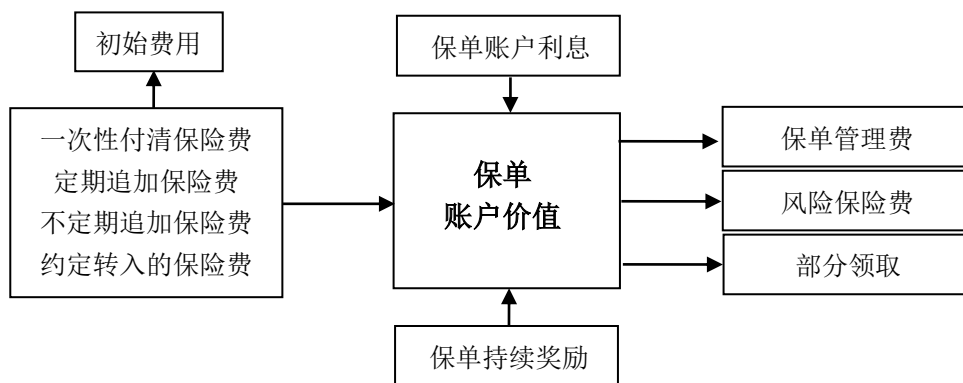 初始费用
保单账户利息
一次性付清保险费
定期追加保险费
不定期追加保险费
约定转入的保险费
保单
账户价值
保单管理费
风险保险费
部分领取
保单持续奖励